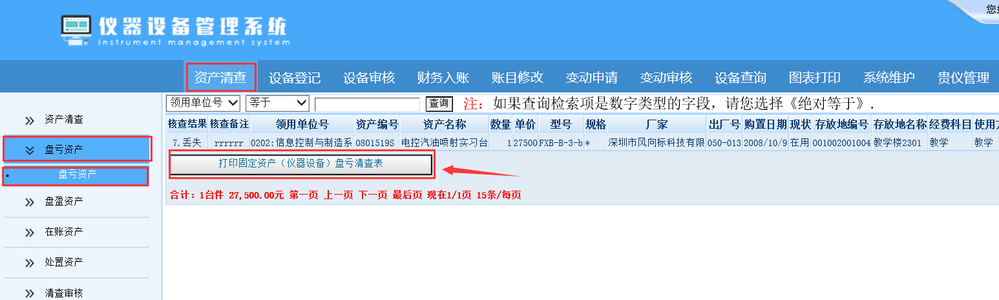 您
仪器设备管理系统
Instrument management system
资产清查 设备登记 设备审核 财务入账 账目修改 变动申请 变动审核 设备查询 图表打印 系统维护 贵仪管理
领用单位号 等于 查询 注：如果查询检索项是数字类型的字段，请您选择《绝对等于》.
核查结果 核查备注 领用单位号 资产编号 资产名称 数量 单价 型号 规格 厂家 出厂号 购置日期 现状 存放地编号 存放地名称 经费科目 使用
7.丢失 rrrrrr 0202:信息控制与制造系 0801519S 电控汽油喷射实习台 1 27500 FXB-B-3-b * 深圳市风向标科技有限 050-013 2008/10/9 在用 001002001004 教学楼2301 教学 教学
打印固定资产（仪器设备）盘亏清查表
合计：1台件 27,500.00元 第一页 上一页 下一页 最后页 现在1/1页 15条/每页
资产清查
盘亏资产
盘亏资产
盘盈资产
在账资产
处置资产
清查审核